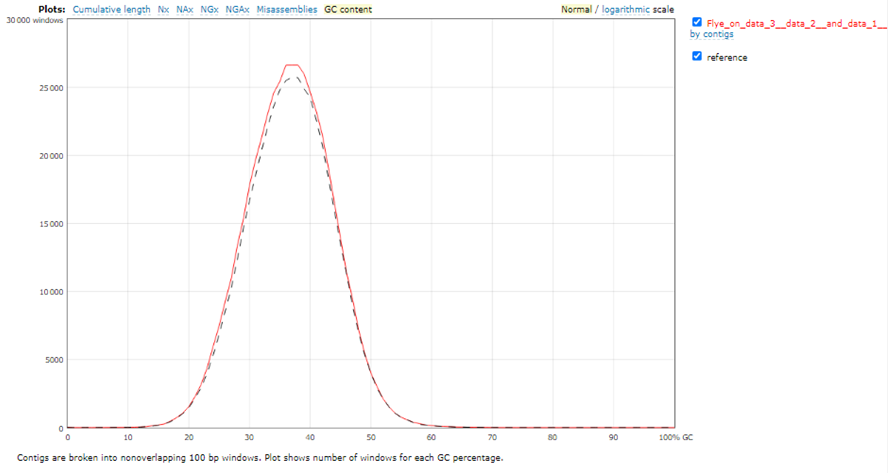 Plots: Cumulative length Nx NAx NGx NGAx Misassemblies GC content Normal / logarithmic scale
30 000 windows
25 000
20 000
15 000
10 000
5000
0
0 10 20 30 40 50 60 70 80 90 100% GC
Contigs are broken into nonoverlapping 100 bp windows. Plot shows number of windows for each GC percentage.
Flye_on_data_3__data_2__and_data_1__
by contigs
reference